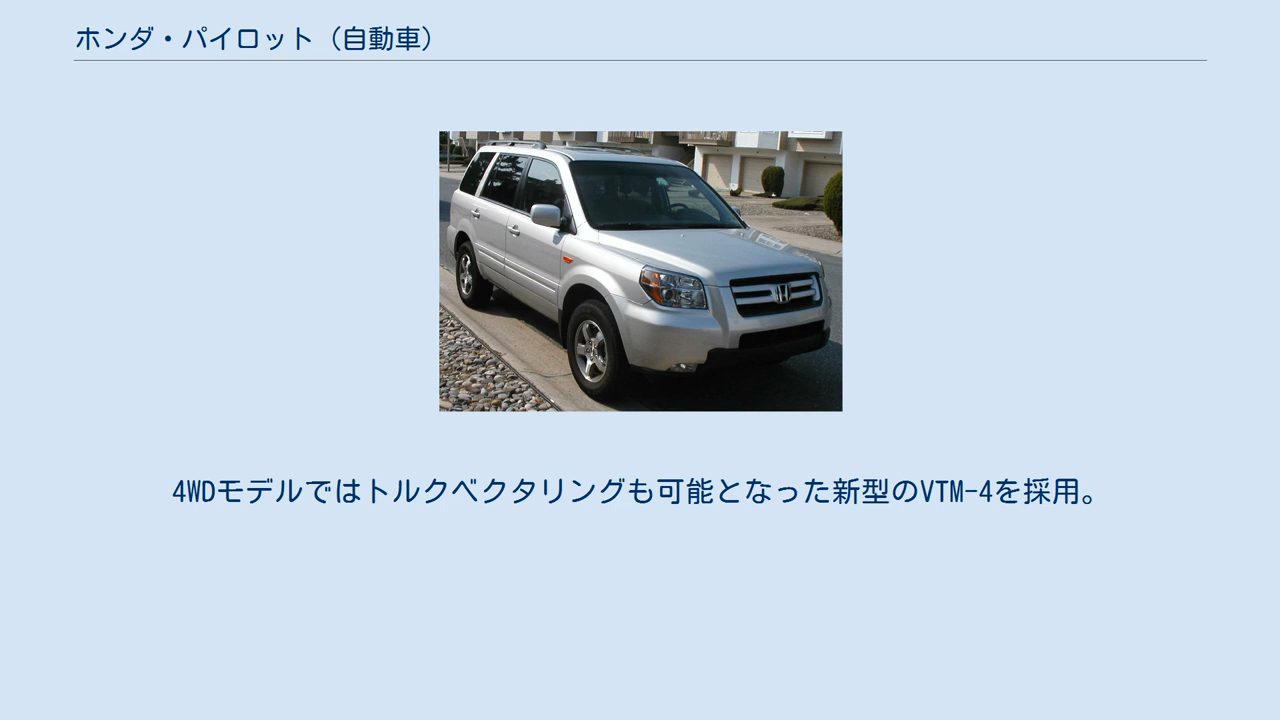 ホンダ・パイロット（自動車）
4WDモデルではトルクベクタリングも可能となった新型のVTM-4を採用。